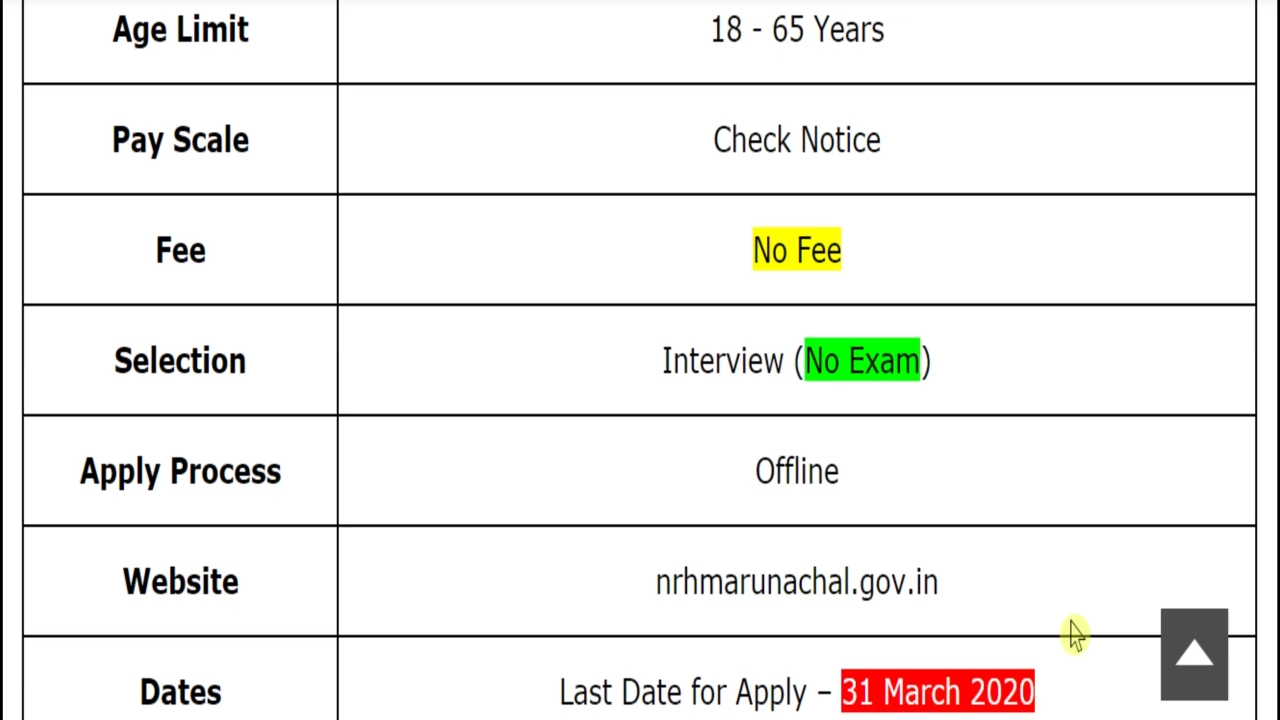 Age Limit 18 - 65 Years
Pay Scale Check Notice
Fee No Fee
Selection Interview (No Exam)
Apply Process Offline
Website nrhmarunachal.gov.in
Dates Last Date for Apply – 31 March 2020